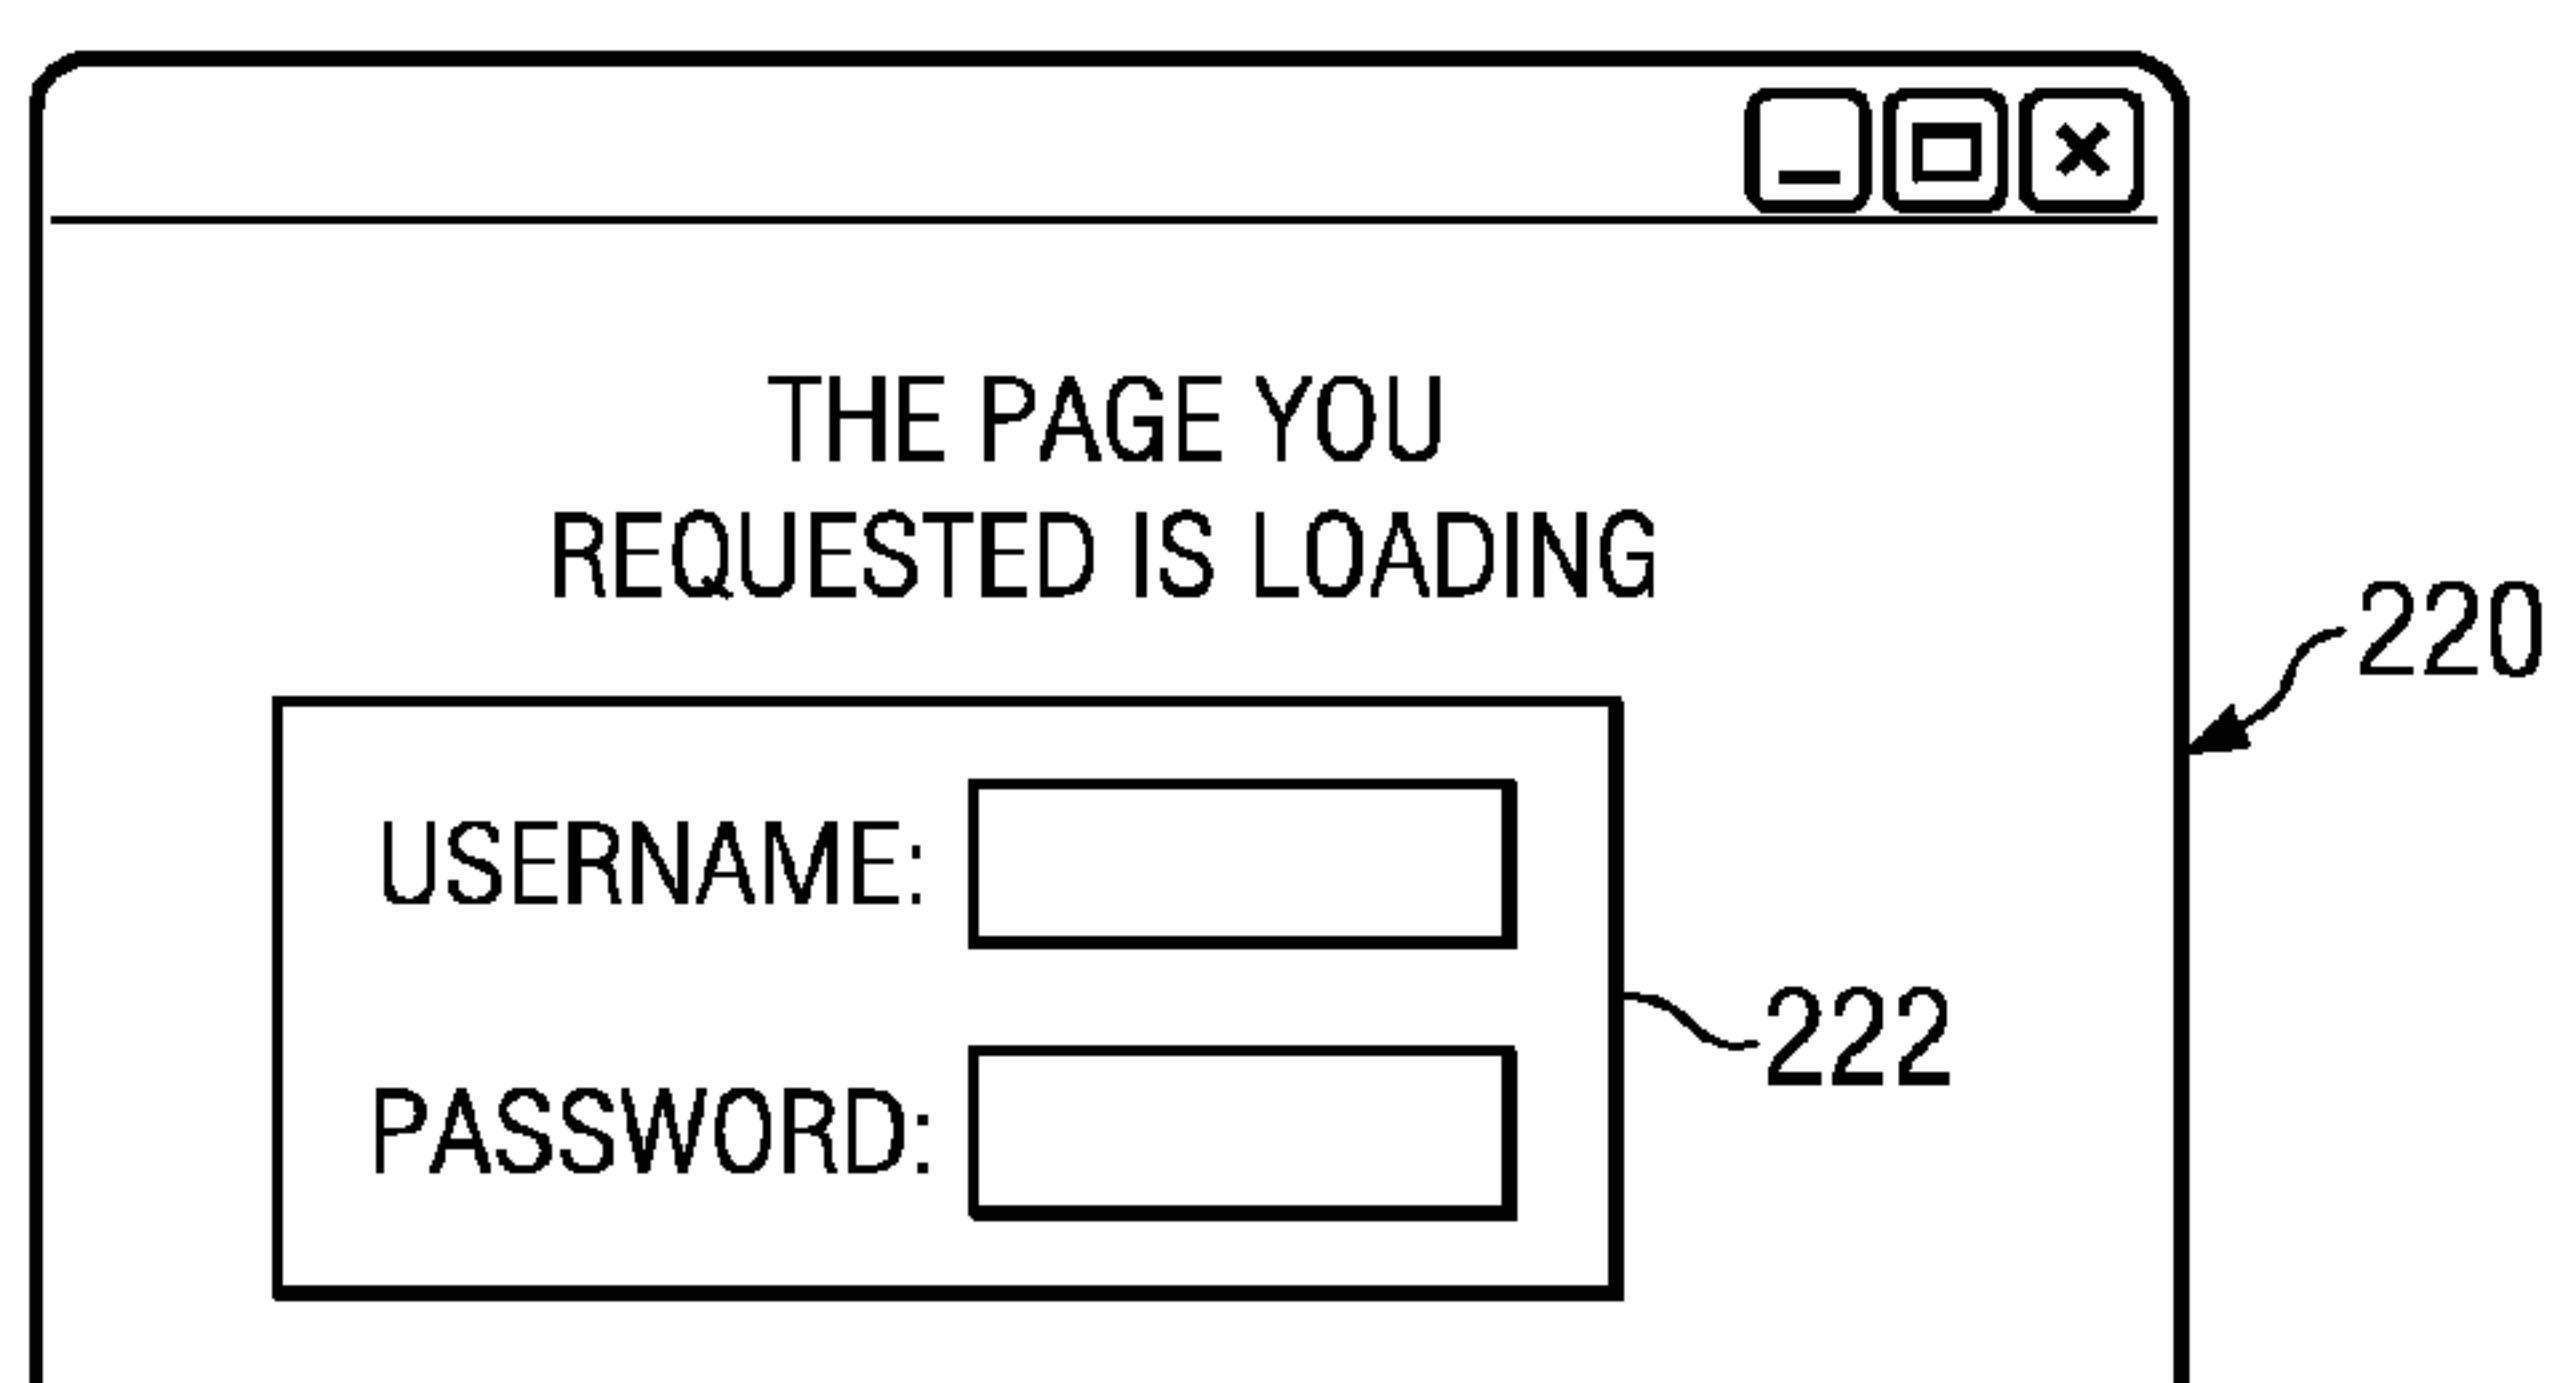 THE PAGE YOU
REQUESTED IS LOADING
220
USERNAME:
222
PASSWORD: